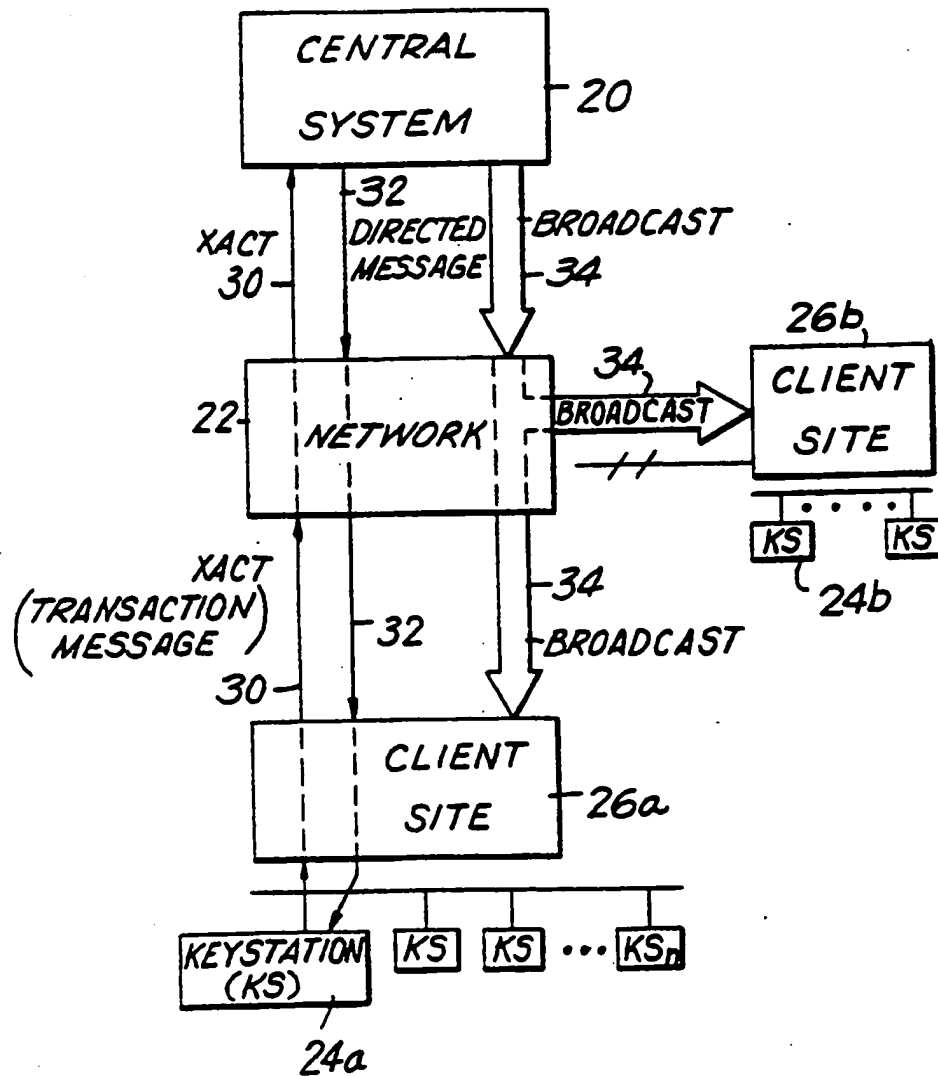 CENTRAL
SYSTEM
20
32
DIRECTED
MESSAGE
XACT
30
BROADCAST
34
26b
CLIENT
SITE
34
BROADCAST
22
NETWORK
KS
KS
24b
XACT
(TRANSACTION
MESSAGE)
30
32
34
BROADCAST
CLIENT
SITE
26a
KEYSTATION
(KS)
KS
KS
•••
KSn
24a